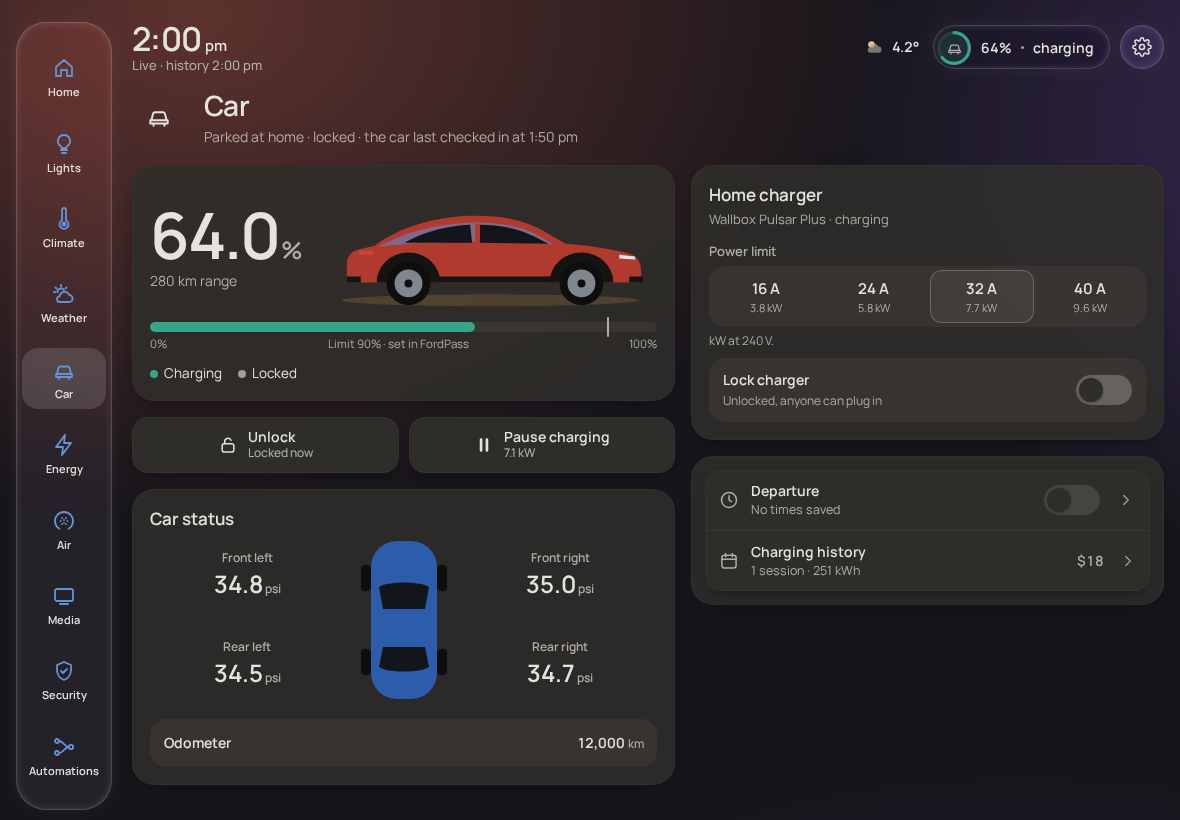 2:00 pm
Live · history 2:00 pm
4.2°
64% · charging
Home
Lights
Climate
Weather
Car
Energy
Air
Media
Security
Automations
Car
Parked at home · locked · the car last checked in at 1:50 pm
64.0%
280 km range
0%
Limit 90% · set in FordPass
100%
Charging
Locked
Unlock
Locked now
Pause charging
7.1 kW
Car status
Front left
34.8 psi
Front right
35.0 psi
Rear left
34.5 psi
Rear right
34.7 psi
Odometer
12,000 km
Home charger
Wallbox Pulsar Plus · charging
Power limit
16 A
3.8 kW
24 A
5.8 kW
32 A
7.7 kW
40 A
9.6 kW
kW at 240 V.
Lock charger
Unlocked, anyone can plug in
Departure
No times saved
Charging history
1 session · 251 kWh
$18